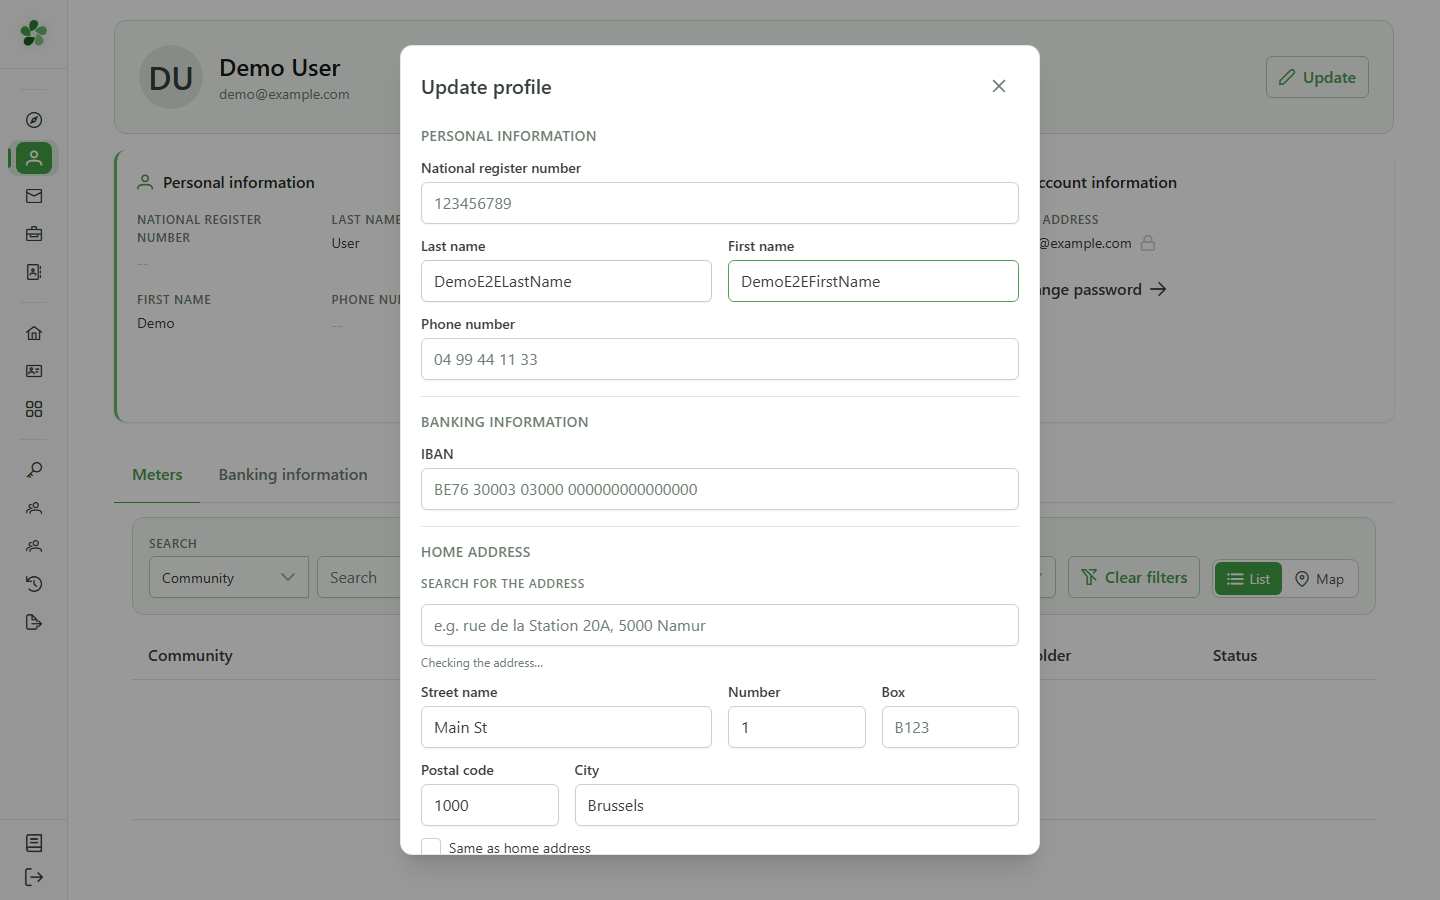 DU
Demo User
demo@example.com
Update
Personal information
NATIONAL REGISTER
NUMBER
--
LAST NAME
User
FIRST NAME
Demo
PHONE NU
--
ccount information
ADDRESS
@example.com
nge password
Meters
Banking information
SEARCH
Community
Search
Clear filters
List
Map
Community
older
Status
Update profile
PERSONAL INFORMATION
National register number
123456789
Last name
First name
DemoE2ELastName
DemoE2EFirstName
Phone number
04 99 44 11 33
BANKING INFORMATION
IBAN
BE76 30003 03000 000000000000000
HOME ADDRESS
SEARCH FOR THE ADDRESS
e.g. rue de la Station 20A, 5000 Namur
Checking the address...
Street name
Number
Box
Main St
1
B123
Postal code
City
1000
Brussels
Same as home address